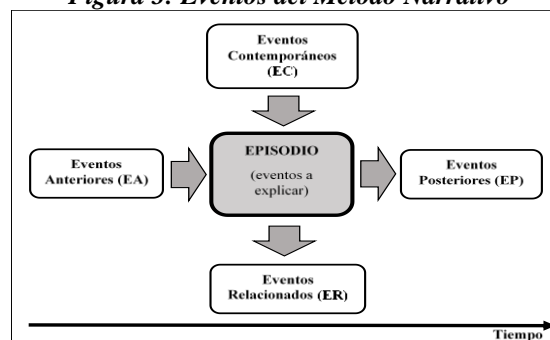 Figura 3: Eventos del Método Narrativo
Eventos
Contemporáneos
(EC)
Eventos
Anteriores (EA)
EPISODIO
(eventos a
explicar)
Eventos
Posteriores (EP)
Eventos
Relacionados (ER)
Tiempo